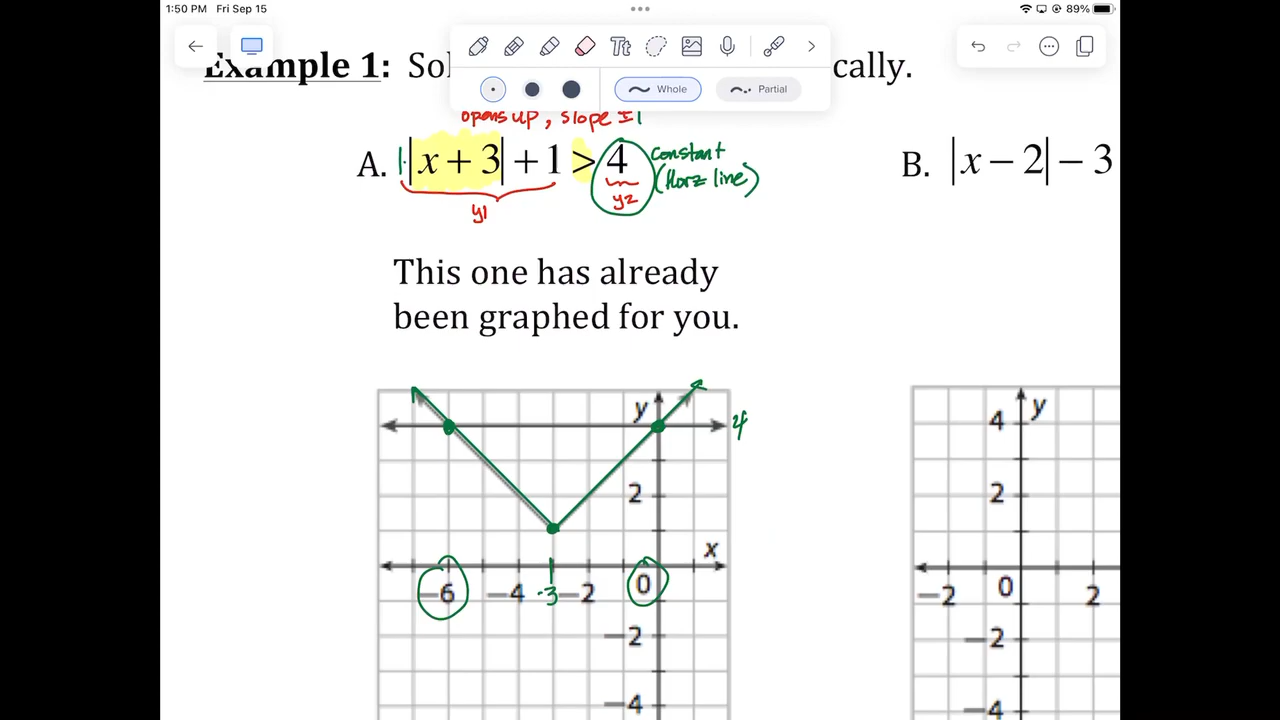 1:50 PM Fri Sep 15
89%
Tt
Example 1: Sol cally.
Whole
Partial
opens up, slope ±1
A. 1·|x + 3| + 1 > 4
constant
(Horz line)
y1
y2
B. |x − 2| − 3
This one has already
been graphed for you.
y
4
2
x
−6 −4 -3 −2 0
−2
−4
y
4
2
−2 0 2
−2
−4